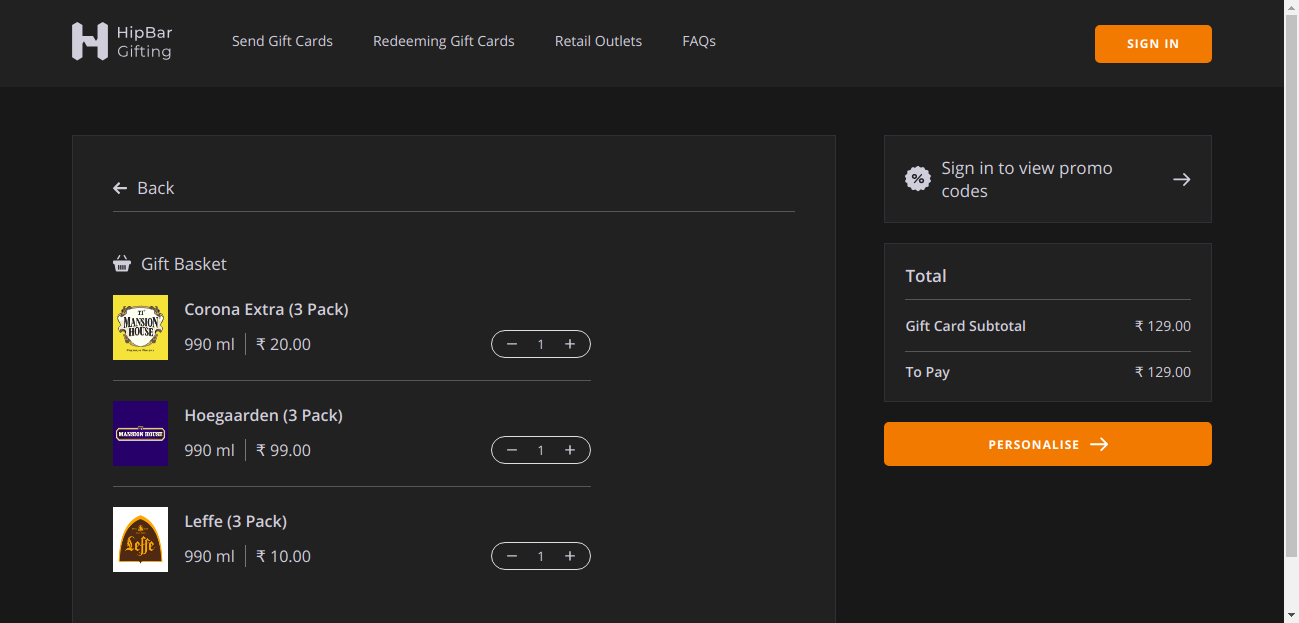 HipBar
Gifting
Send Gift Cards
Redeeming Gift Cards
Retail Outlets
FAQs
SIGN IN
Back
Gift Basket
MANSION
HOUSE
Corona Extra (3 Pack)
990 ml ₹ 20.00
1
MANSION HOUSE
Hoegaarden (3 Pack)
990 ml ₹ 99.00
1
Leffe
Leffe (3 Pack)
990 ml ₹ 10.00
1
%
Sign in to view promo
codes
Total
Gift Card Subtotal ₹ 129.00
To Pay ₹ 129.00
PERSONALISE